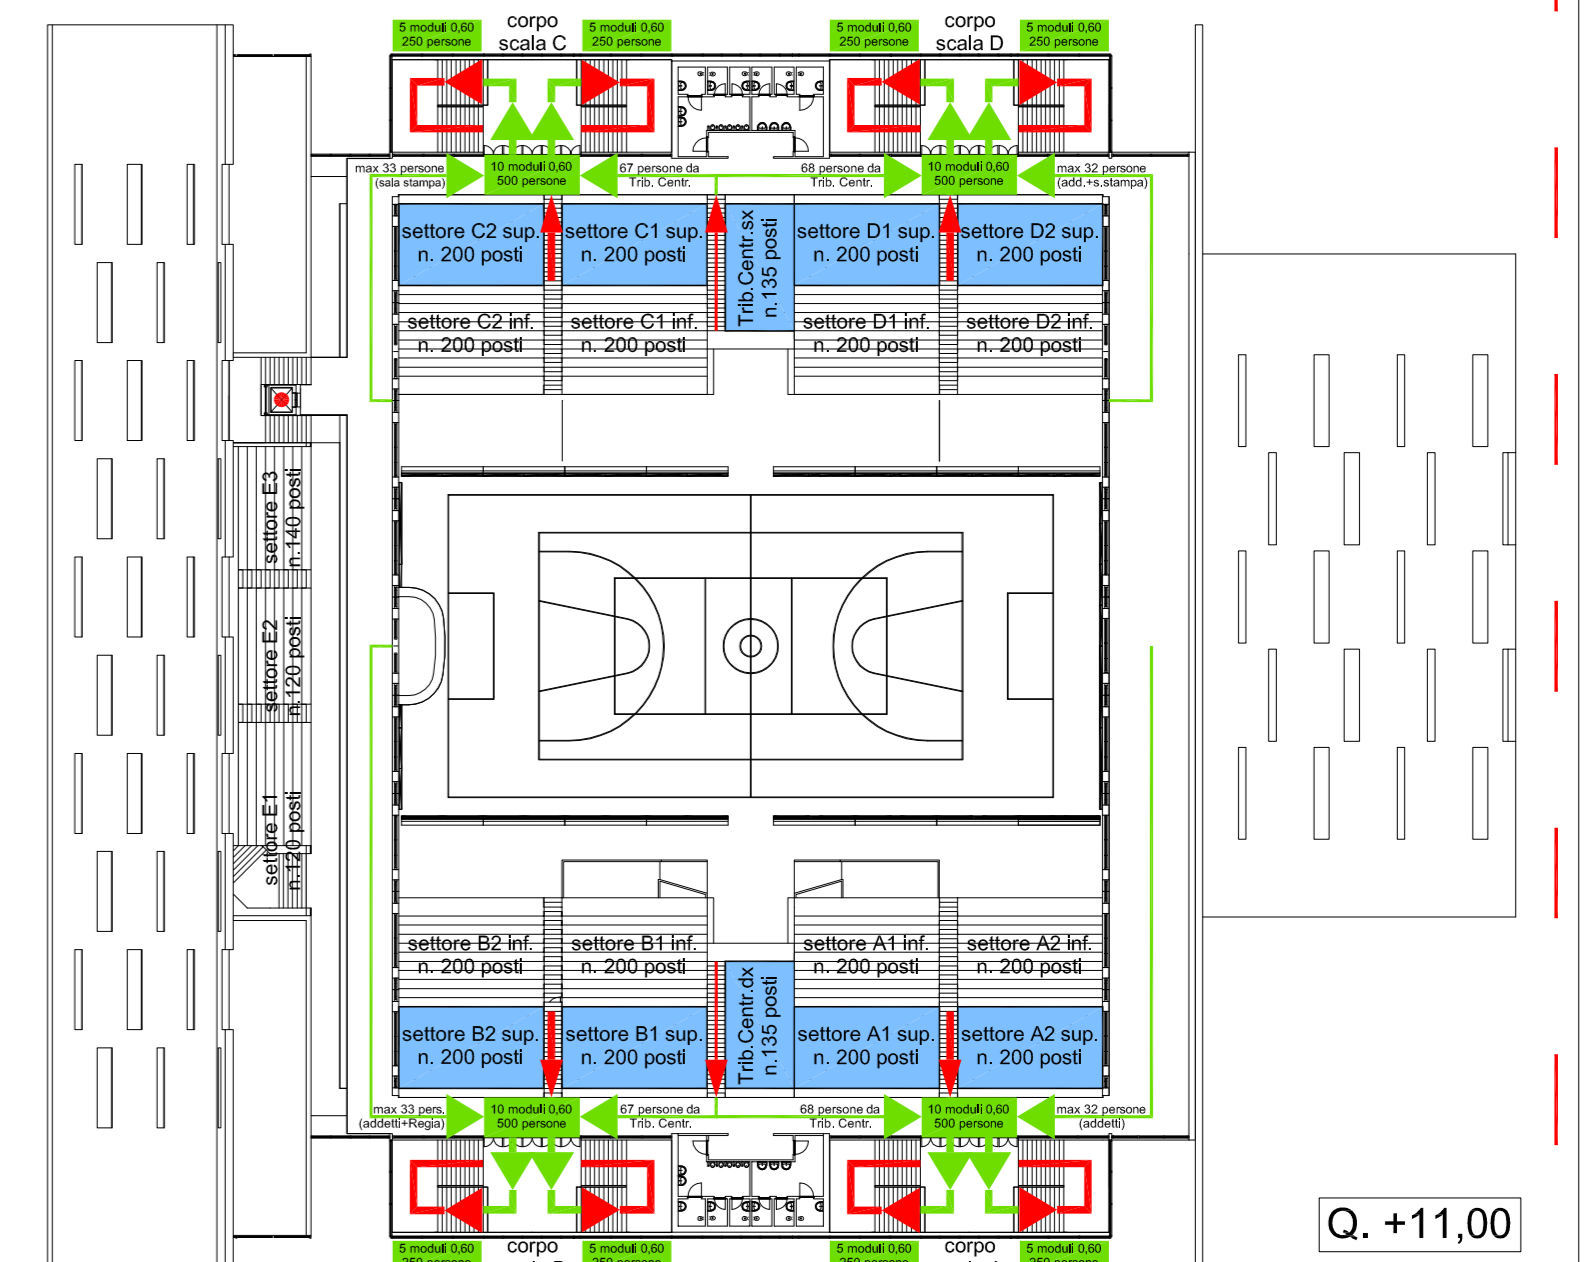 5 moduli 0,60
250 persone
corpo
scala C
5 moduli 0,60
250 persone
5 moduli 0,60
250 persone
corpo
scala D
5 moduli 0,60
250 persone
max 33 persone
(sala stampa)
10 moduli 0,60
500 persone
67 persone da
Trib. Centr.
68 persone da
Trib. Centr.
10 moduli 0,60
500 persone
max 32 persone
(add.+s.stampa)
settore C2 sup.
n. 200 posti
settore C1 sup.
n. 200 posti
Trib.Centr.sx
n.135 posti
settore D1 sup.
n. 200 posti
settore D2 sup.
n. 200 posti
settore C2 inf.
n. 200 posti
settore C1 inf.
n. 200 posti
settore D1 inf.
n. 200 posti
settore D2 inf.
n. 200 posti
settore E3
n.140 posti
settore E2
n.120 posti
settore E1
n.120 posti
settore B2 inf.
n. 200 posti
settore B1 inf.
n. 200 posti
settore A1 inf.
n. 200 posti
settore A2 inf.
n. 200 posti
settore B2 sup.
n. 200 posti
settore B1 sup.
n. 200 posti
Trib.Centr.dx
n.135 posti
settore A1 sup.
n. 200 posti
settore A2 sup.
n. 200 posti
max 33 pers.
(addetti+Regia)
10 moduli 0,60
500 persone
67 persone da
Trib. Centr.
68 persone da
Trib. Centr.
10 moduli 0,60
500 persone
max 32 persone
(addetti)
Q. +11,00
5 moduli 0,60
250 persone
corpo
5 moduli 0,60
250 persone
5 moduli 0,60
250 persone
corpo
5 moduli 0,60
250 persone